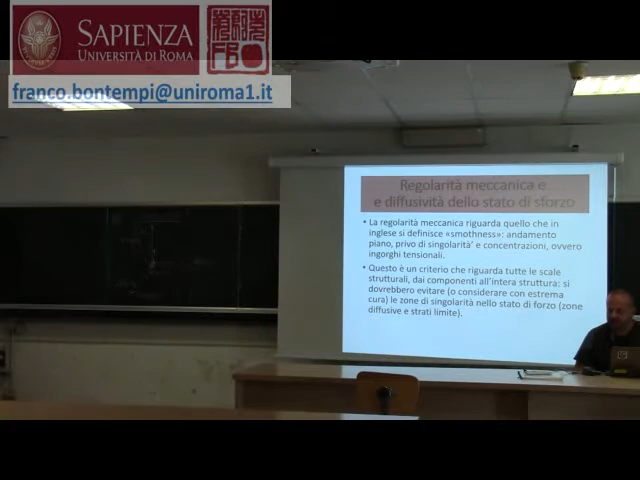 SAPIENZA
UNIVERSITÀ DI ROMA
franco.bontempi@uniroma1.it
Regolarità meccanica e
e diffusività dello stato di sforzo
• La regolarità meccanica riguarda quello che in
inglese si definisce «smothness»: andamento
piano, privo di singolarita' e concentrazioni, ovvero
ingorghi tensionali.
• Questo è un criterio che riguarda tutte le scale
strutturali, dai componenti all'intera struttura: si
dovrebbero evitare (o considerare con estrema
cura) le zone di singolarità nello stato di forzo (zone
diffusive e strati limite).